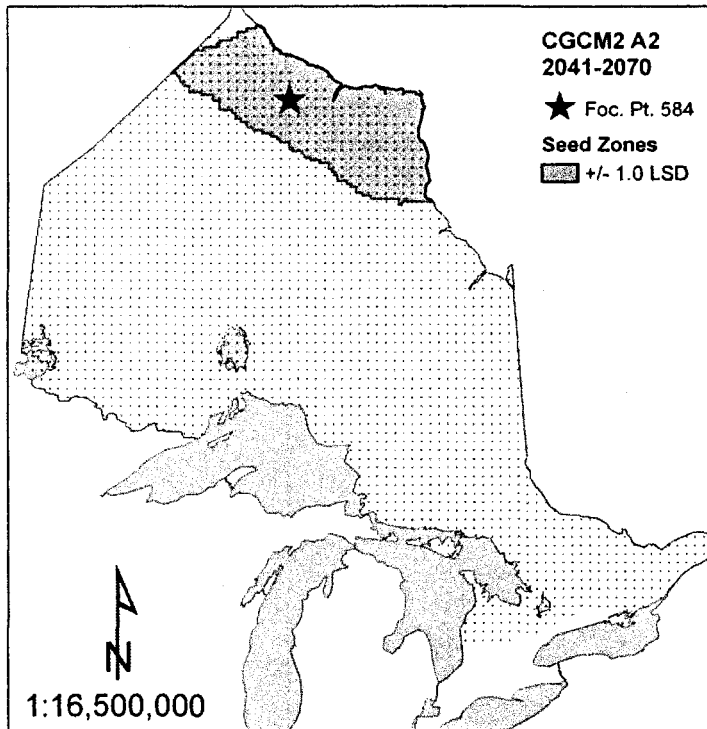 CGCM2 A2
2041-2070
Foc. Pt. 584
Seed Zones
+/- 1.0 LSD
N
1:16,500,000